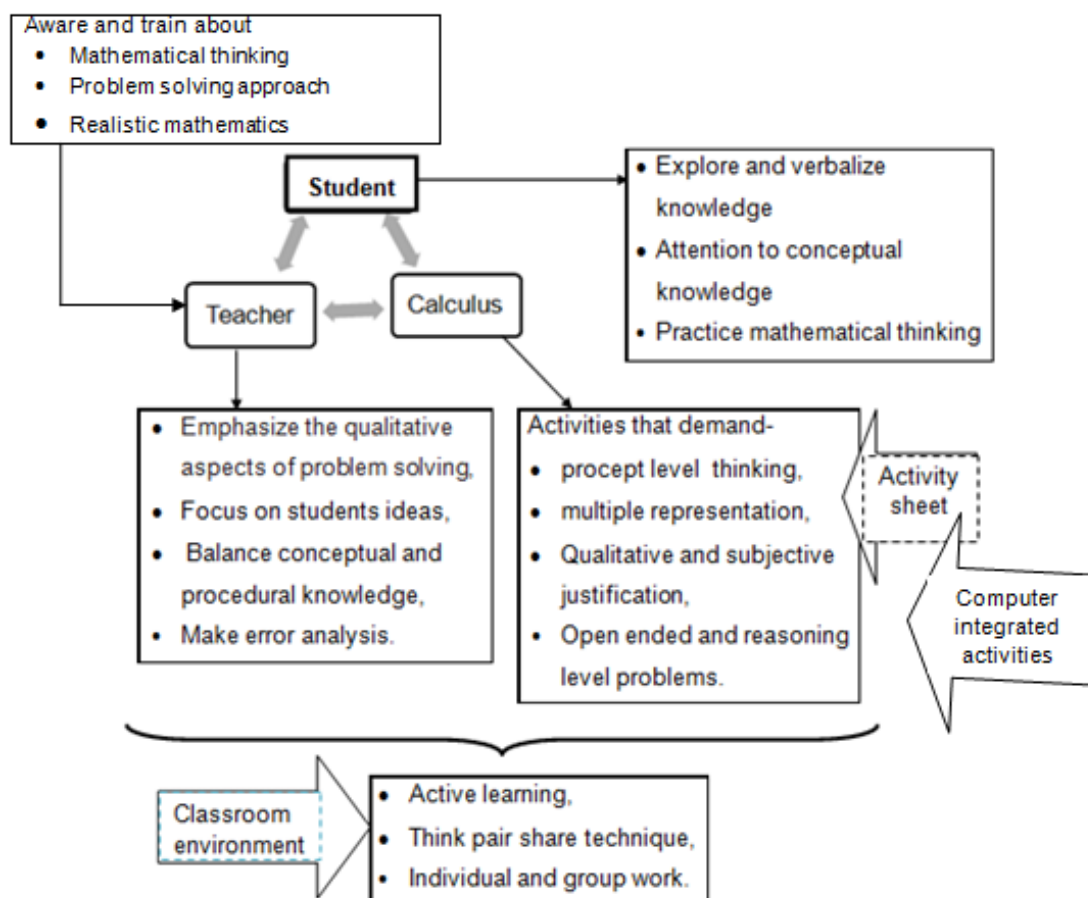 Aware and train about
• Mathematical thinking
• Problem solving approach
• Realistic mathematics
Student
• Explore and verbalize
knowledge
• Attention to conceptual
knowledge
• Practice mathematical thinking
Teacher
Calculus
• Emphasize the qualitative
aspects of problem solving,
• Focus on students ideas,
• Balance conceptual and
procedural knowledge,
• Make error analysis.
Activities that demand-
• procept level thinking,
• multiple representation,
• Qualitative and subjective
justification,
• Open ended and reasoning
level problems.
Activity
sheet
Computer
integrated
activities
Classroom
environment
• Active learning,
• Think pair share technique,
• Individual and group work.